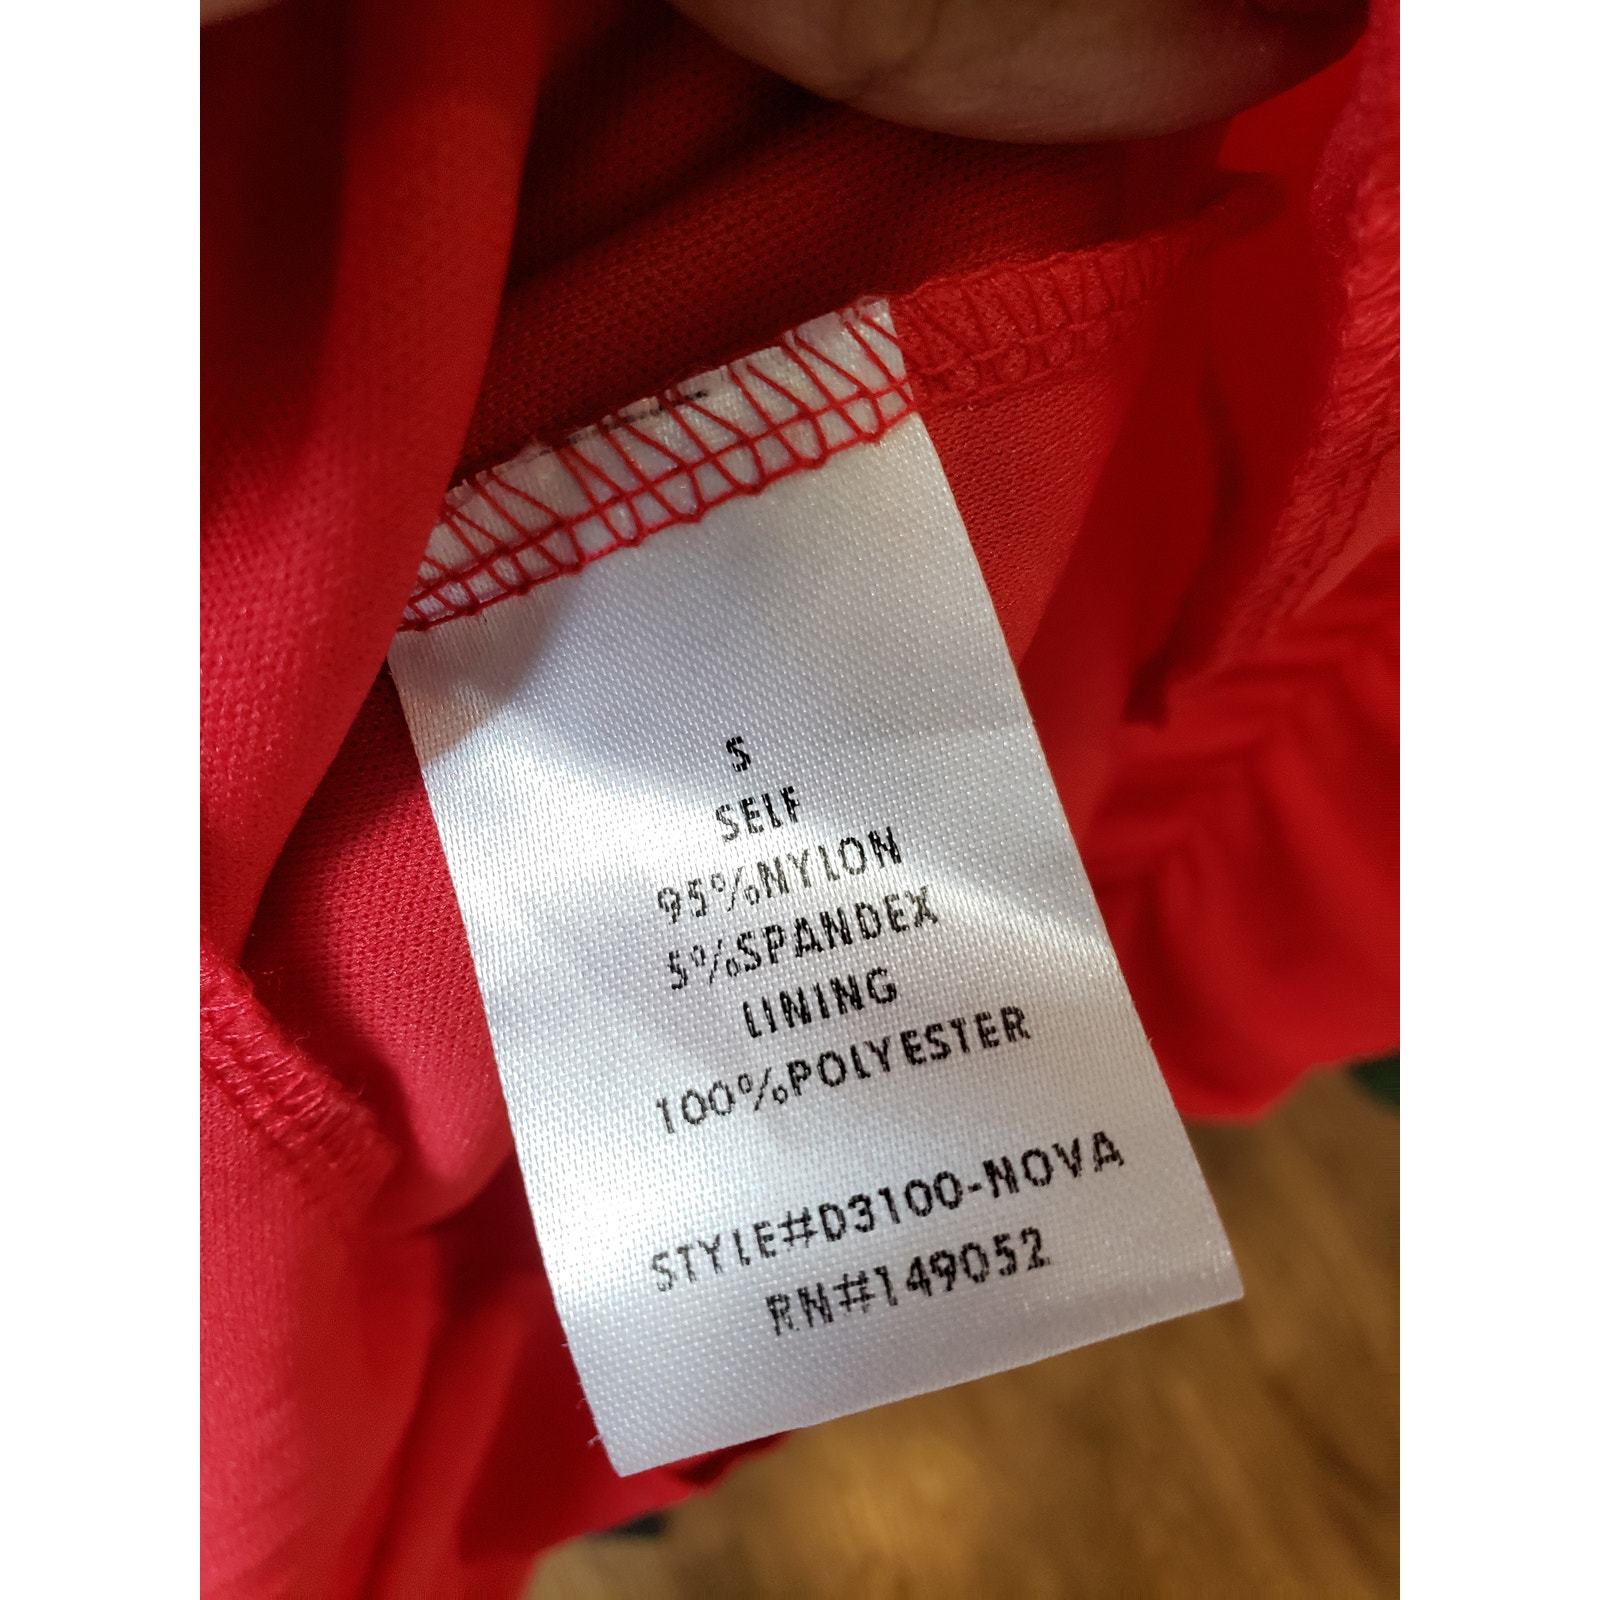 S
SELF
95%NYLON
5%SPANDEX
LINING
100%POLYESTER
STYLE#D3100-NOVA
RN#149052